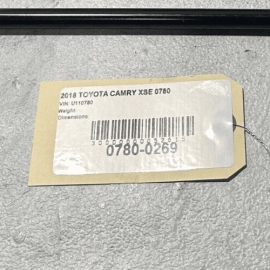 2018 TOYOTA CAMRY XSE 0780
VIN: U110780
Weight:
Dimensions:
0780-0269